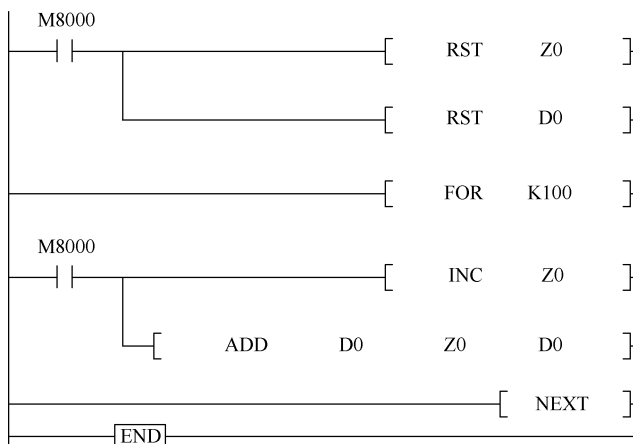 M8000
RST Z0
RST D0
FOR K100
M8000
INC Z0
ADD D0 Z0 D0
NEXT
END